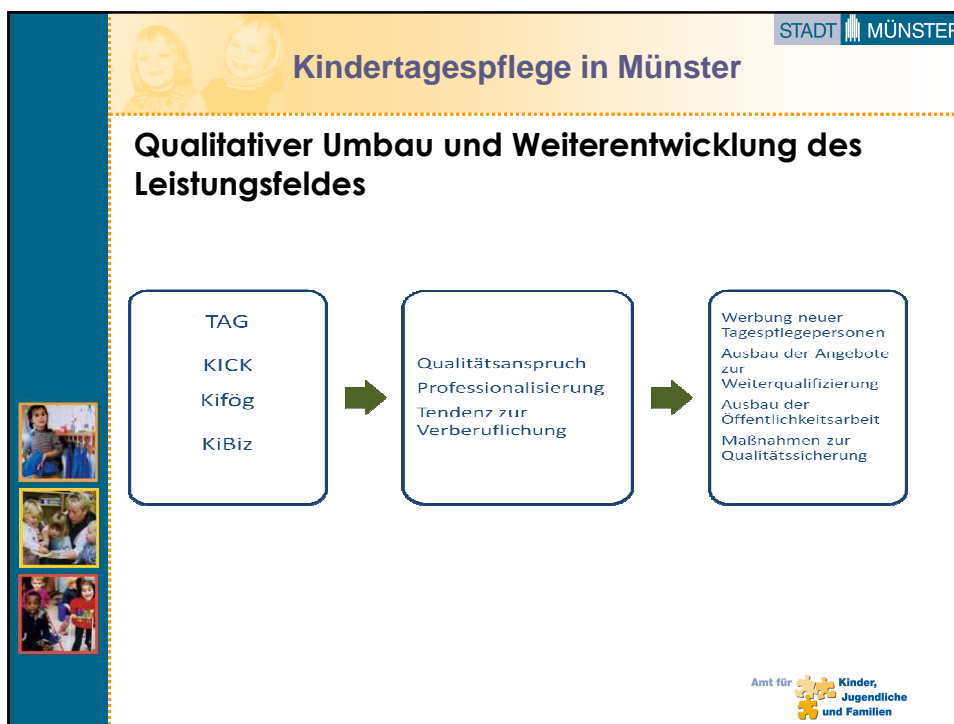 STADT MÜNSTER
Kindertagespflege in Münster
Qualitativer Umbau und Weiterentwicklung des
Leistungsfeldes
TAG
KICK
Kifög
KiBiz
Qualitätsanspruch
Professionalisierung
Tendenz zur
Verberuflichung
Werbung neuer
Tagespflegepersonen
Ausbau der Angebote
zur
Weiterqualifizierung
Ausbau der
Öffentlichkeitsarbeit
Maßnahmen zur
Qualitätssicherung
Amt für Kinder,
Jugendliche
und Familien